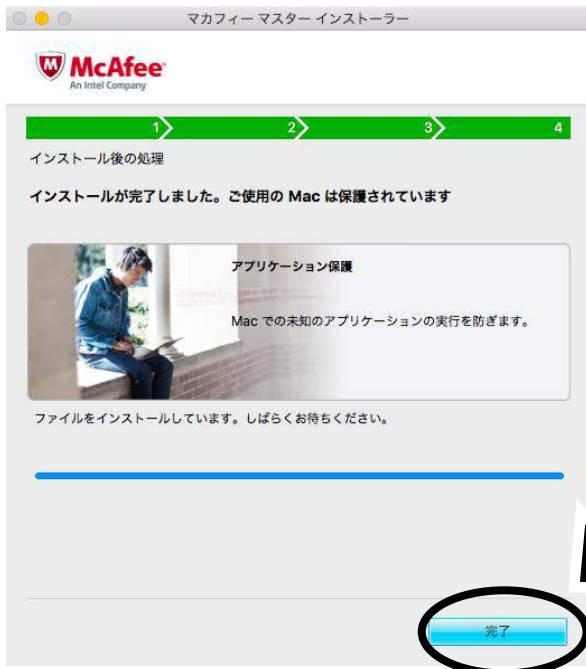 マカフィー マスター インストーラー
McAfee
An Intel Company
1 2 3 4
インストール後の処理
インストールが完了しました。ご使用の Mac は保護されています
アプリケーション保護
Mac での未知のアプリケーションの実行を防ぎます。
ファイルをインストールしています。しばらくお待ちください。
完了